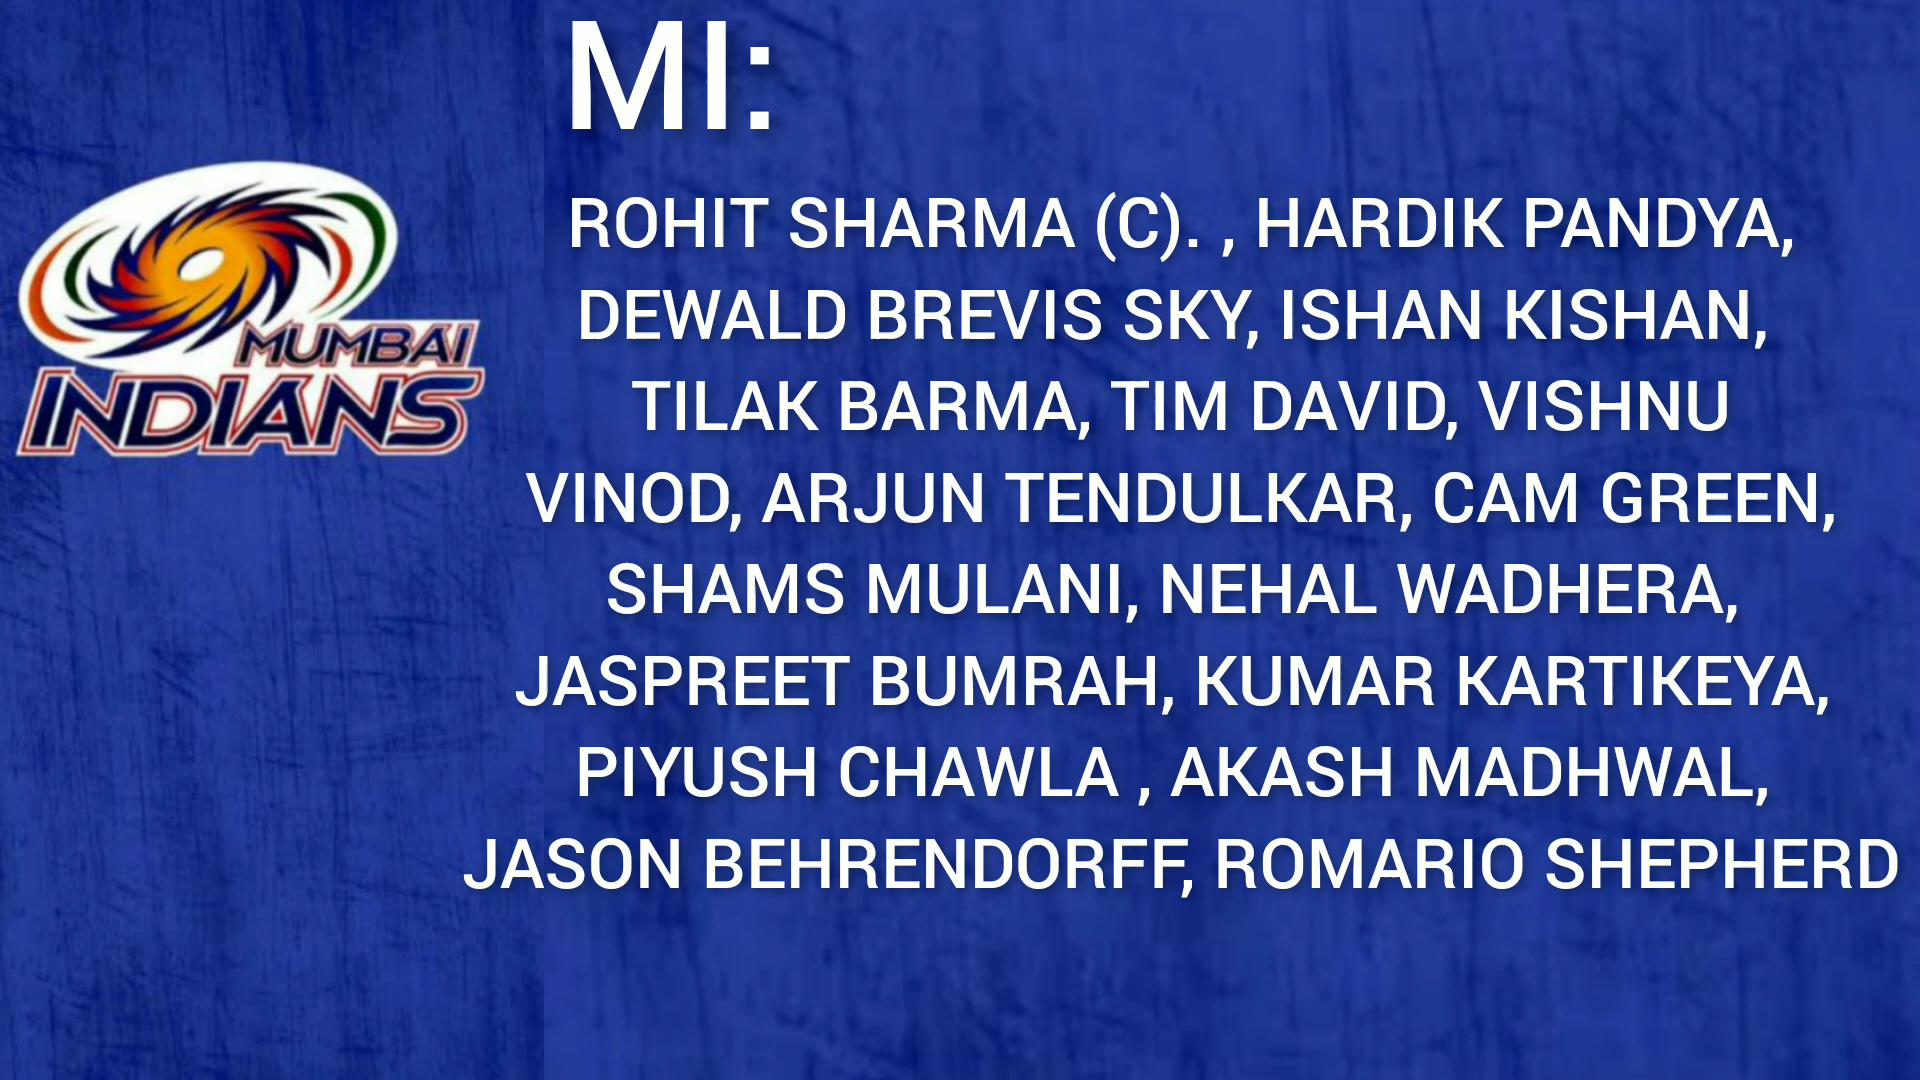 MI:
MUMBAI
INDIANS
ROHIT SHARMA (C). , HARDIK PANDYA,
DEWALD BREVIS SKY, ISHAN KISHAN,
TILAK BARMA, TIM DAVID, VISHNU
VINOD, ARJUN TENDULKAR, CAM GREEN,
SHAMS MULANI, NEHAL WADHERA,
JASPREET BUMRAH, KUMAR KARTIKEYA,
PIYUSH CHAWLA , AKASH MADHWAL,
JASON BEHRENDORFF, ROMARIO SHEPHERD